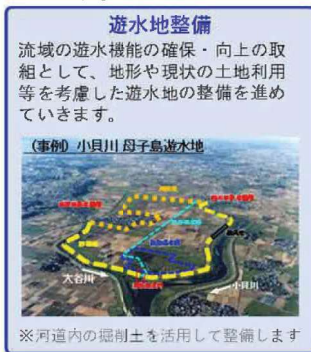 遊水地整備
流域の遊水機能の確保・向上の取
組として、地形や現状の土地利用
等を考慮した遊水地の整備を進め
ていきます。
（事例）小貝川 母子島遊水地
大谷川
小貝川
※河道内の掘削土を活用して整備します